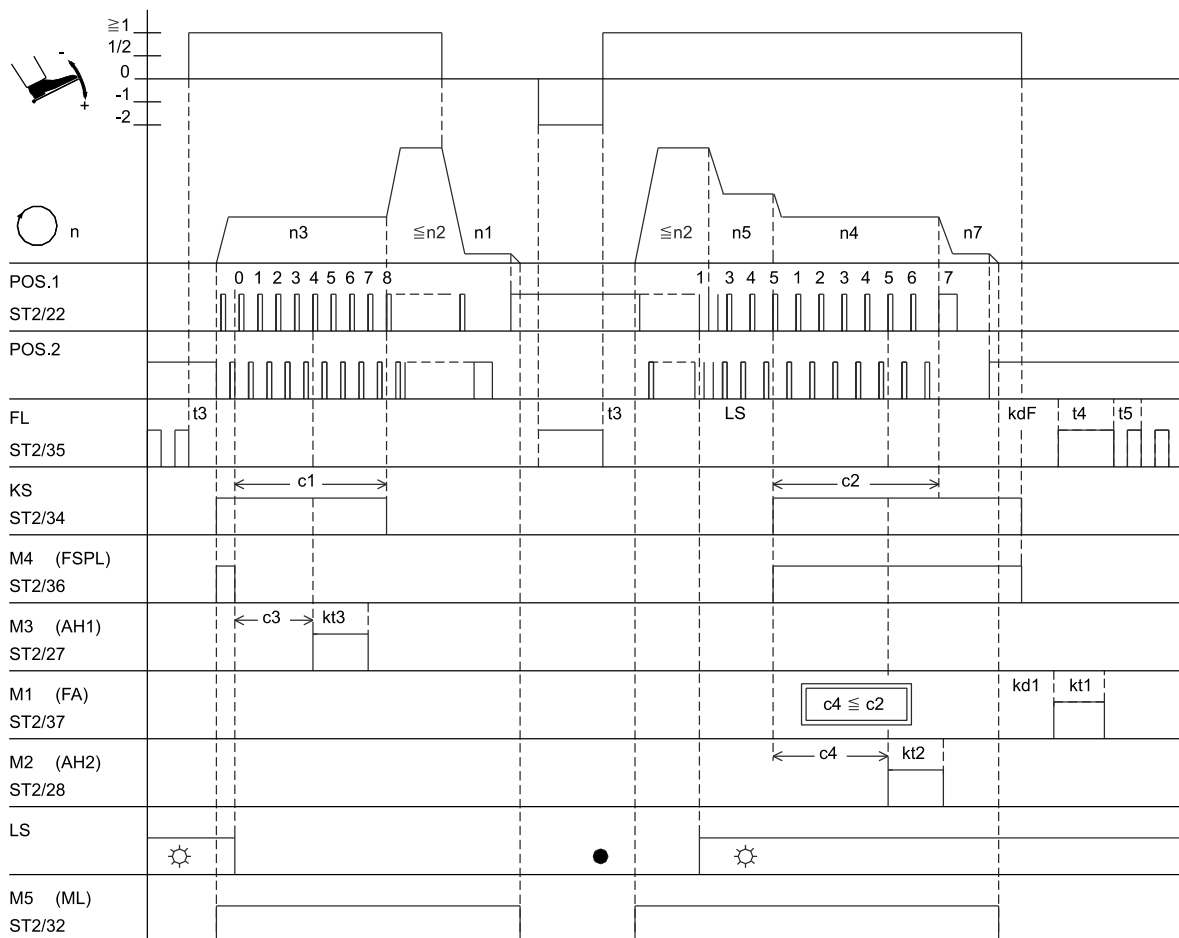 ≧1
1/2
0
-1
-2
-
+
n
n3 ≦n2 n1 ≦n2 n5 n4 n7
POS.1 0 1 2 3 4 5 6 7 8 1 3 4 5 1 2 3 4 5 6 7
ST2/22
POS.2
FL t3 t3 LS kdF t4 t5
ST2/35
KS c1 c2
ST2/34
M4 (FSPL)
ST2/36
M3 (AH1) c3 kt3
ST2/27
M1 (FA) kd1 kt1
ST2/37 c4 ≦ c2
M2 (AH2) c4 kt2
ST2/28
LS
M5 (ML)
ST2/32